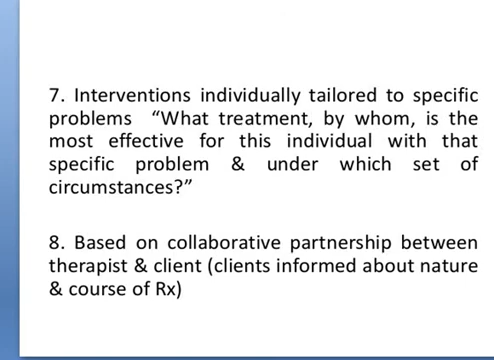 7. Interventions individually tailored to specific
problems “What treatment, by whom, is the
most effective for this individual with that
specific problem & under which set of
circumstances?”
8. Based on collaborative partnership between
therapist & client (clients informed about nature
& course of Rx)